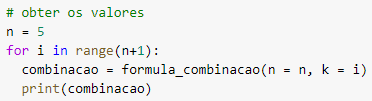 # obter os valores
n = 5
for i in range(n+1):
  combinacao = formula_combinacao(n = n, k = i)
  print(combinacao)